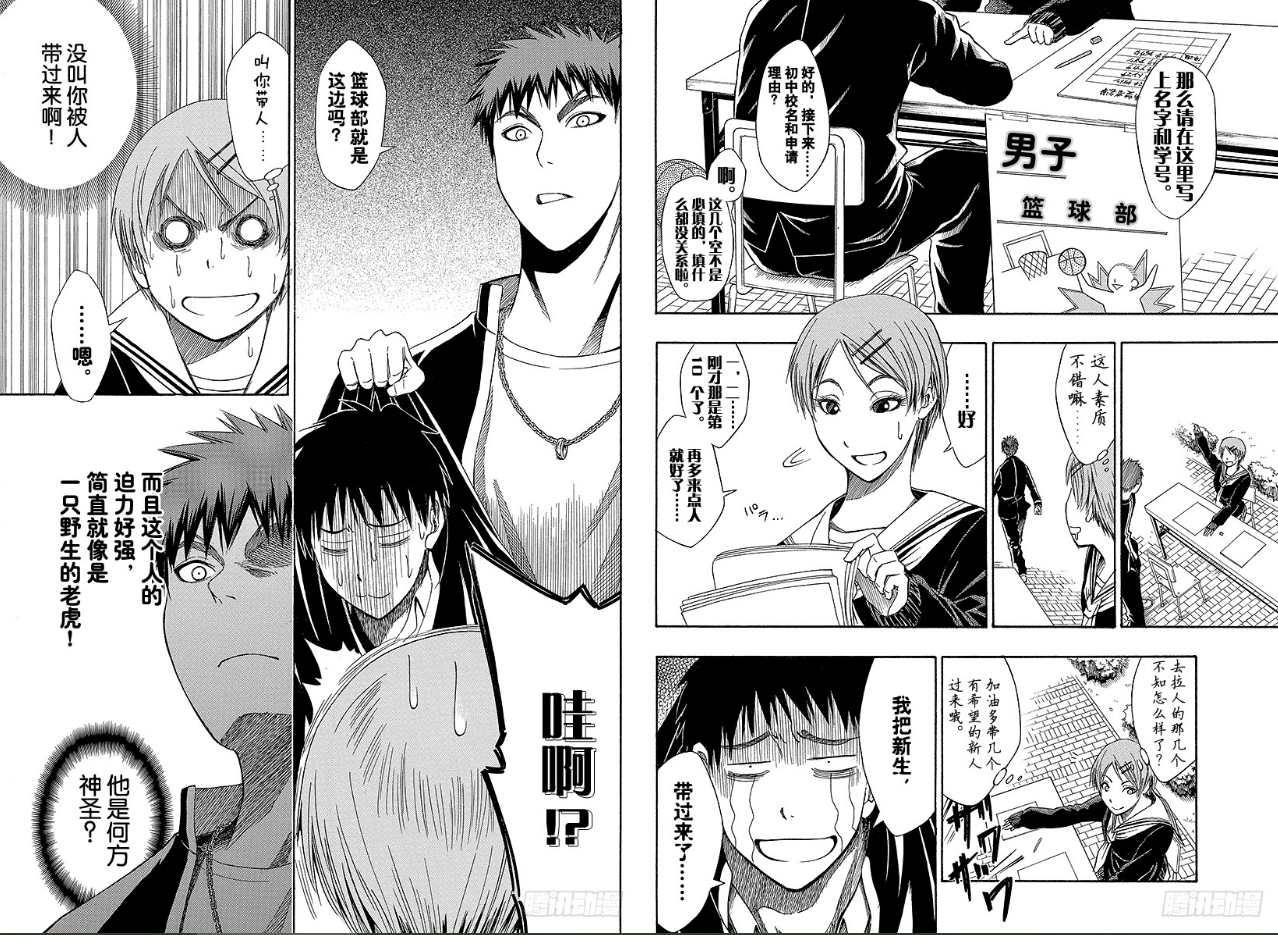 那么请在这里写
上名字和学号。
男子
篮球部
好的，接下来……
初中校名和申请
理由？
啊。
这几个空不是
必填的，填什
么都没关系啦。
这人素质
不错嘛……
……好
一，二……
刚才那是第
10个了。
再多来点人
就好了……
パラ…
去拉人的那几个
不知怎么样了？
加油多带几个
有希望的新人
过来哦。
我把新生，
带过来了……
篮球部就是
这边吗？
哇啊!?
叫你带人……
没叫你被人
带过来啊！
……嗯。
而且这个人的
迫力好强，
简直就像是
一只野生的老虎！
他是何方
神圣？
腾讯动漫
腾讯动漫